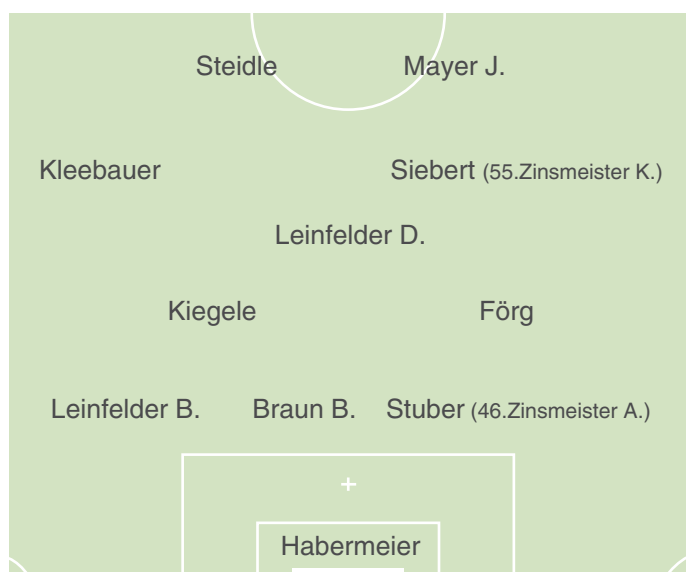 Steidle Mayer J.
Kleebauer Siebert (55.Zinsmeister K.)
Leinfelder D.
Kiegele Förg
Leinfelder B. Braun B. Stuber (46.Zinsmeister A.)
Habermeier